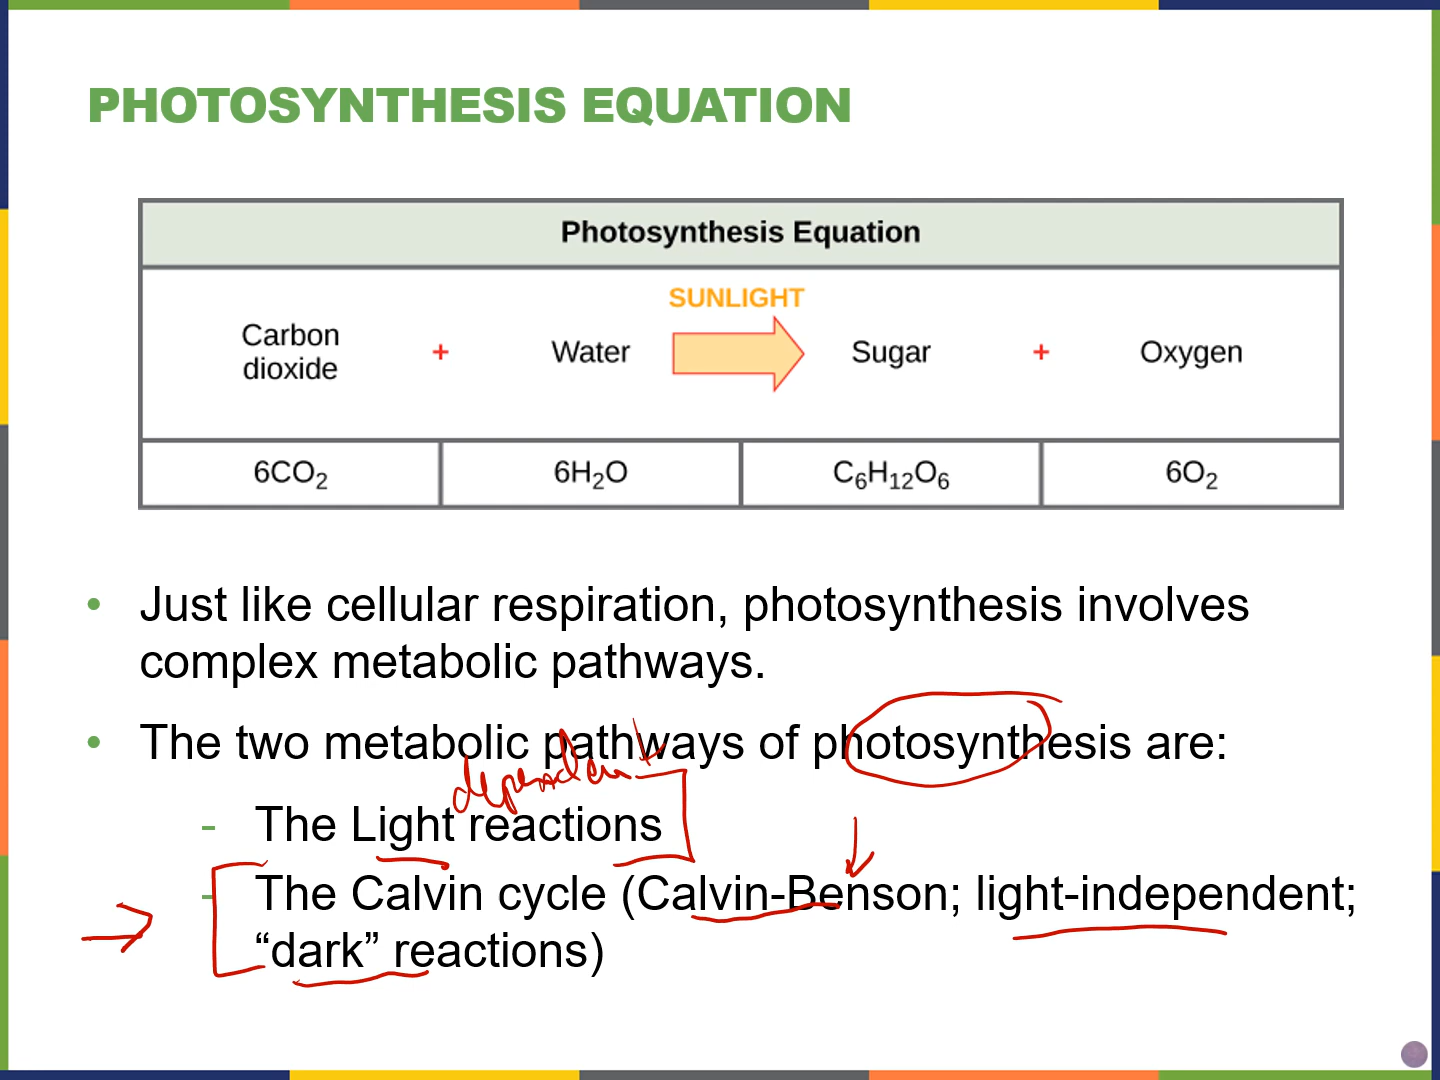 PHOTOSYNTHESIS EQUATION
Photosynthesis Equation
SUNLIGHT
Carbon dioxide + Water Sugar + Oxygen
6CO₂ 6H₂O C₆H₁₂O₆ 6O₂
• Just like cellular respiration, photosynthesis involves
complex metabolic pathways.
• The two metabolic pathways of photosynthesis are:
dependent
- The Light reactions
- The Calvin cycle (Calvin-Benson; light-independent;
“dark” reactions)